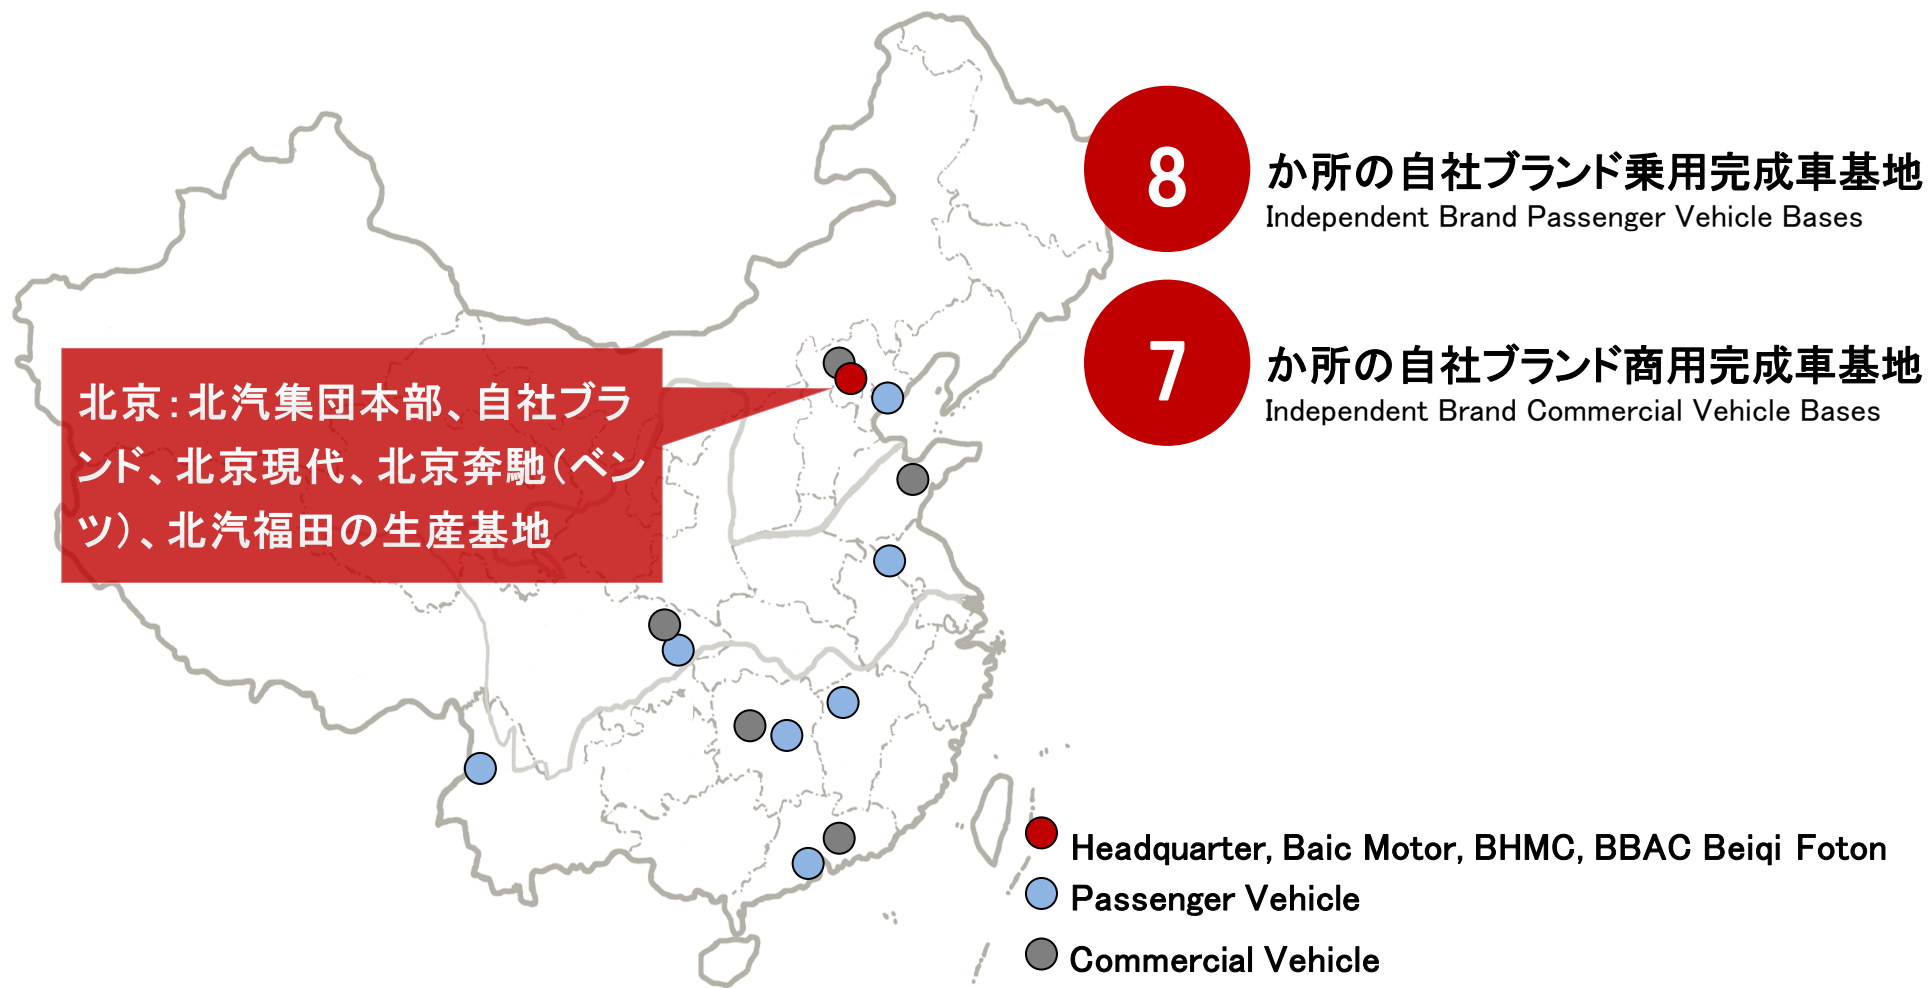 8
か所の自社ブランド乗用完成車基地
Independent Brand Passenger Vehicle Bases
7
か所の自社ブランド商用完成車基地
Independent Brand Commercial Vehicle Bases
北京：北汽集団本部、自社ブラ
ンド、北京現代、北京奔馳（ベン
ツ）、北汽福田の生産基地
Headquarter, Baic Motor, BHMC, BBAC Beiqi Foton
Passenger Vehicle
Commercial Vehicle